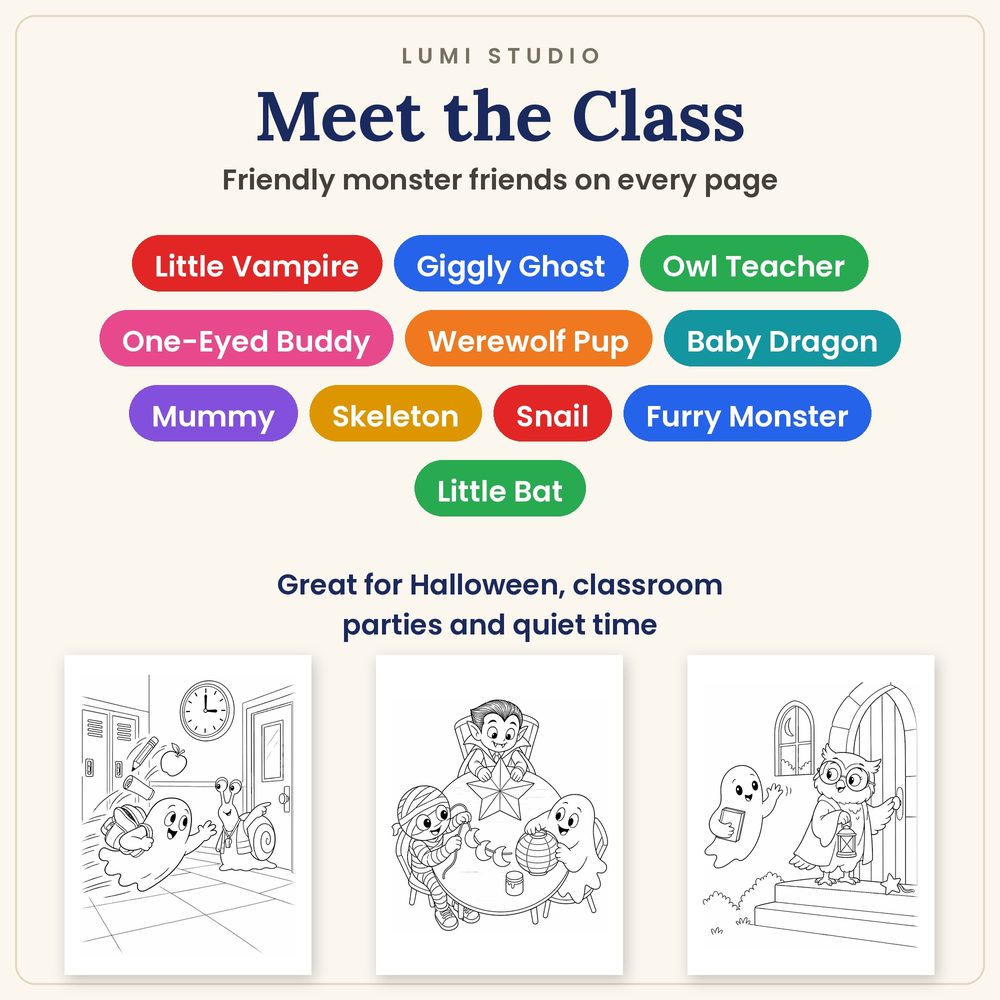 LUMI STUDIO
Meet the Class
Friendly monster friends on every page
Little Vampire Giggly Ghost Owl Teacher
One-Eyed Buddy Werewolf Pup Baby Dragon
Mummy Skeleton Snail Furry Monster
Little Bat
Great for Halloween, classroom
parties and quiet time